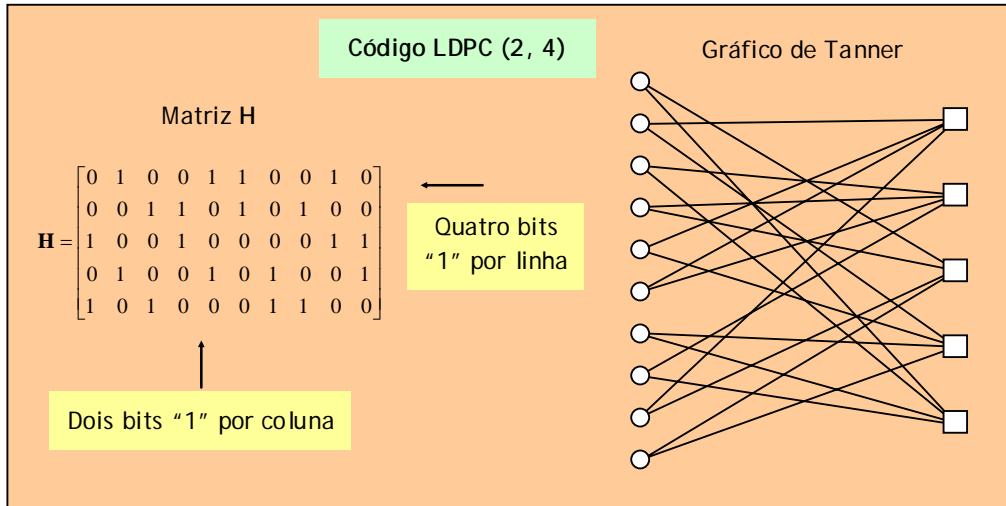 Código LDPC (2, 4)
Gráfico de Tanner
Matriz H
H = [0 1 0 0 1 1 0 0 1 0
0 0 1 1 0 1 0 1 0 0
1 0 0 1 0 0 0 0 1 1
0 1 0 0 1 0 1 0 0 1
1 0 1 0 0 0 1 1 0 0]
Quatro bits
“1” por linha
Dois bits “1” por coluna